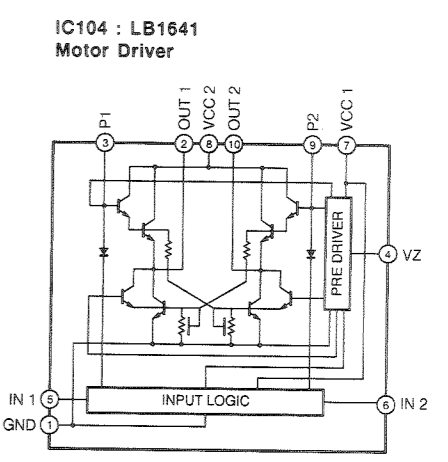 IC104 : LB1641
Motor Driver
P1
OUT 1
VCC 2
OUT 2
P2
VCC 1
3
2
8
10
9
7
PRE DRIVER
4 VZ
IN 1 5
INPUT LOGIC
6 IN 2
GND 1